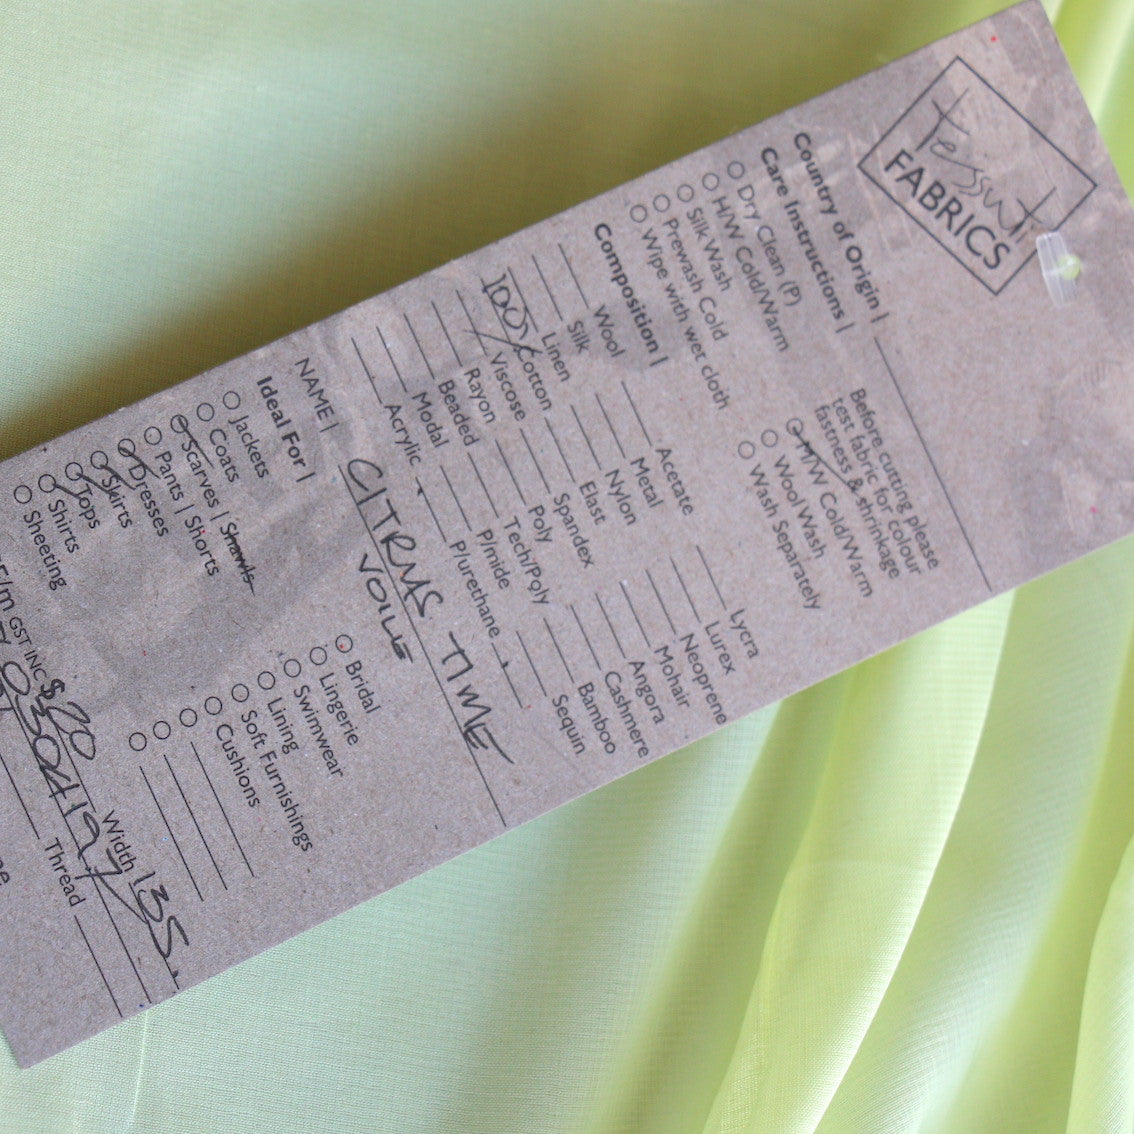 Tessuti
FABRICS
Country of Origin |
Care Instructions |
Dry Clean (P)
H/W Cold/Warm
Silk Wash
Prewash Cold
Wipe with wet cloth
Before cutting please
test fabric for colour
fastness & shrinkage
M/W Cold/Warm
Wool Wash
Wash Separately
Composition |
Wool
Silk
Linen
100% Cotton
Viscose
Rayon
Beaded
Modal
Acrylic
Acetate
Metal
Nylon
Elast
Spandex
Poly
Tech/Poly
P/mide
P/urethane
Lycra
Lurex
Neoprene
Mohair
Angora
Cashmere
Bamboo
Sequin
NAME | CITRUS TIME
VOILE
Ideal For |
Jackets
Coats
Scarves | Shawls
Pants | Shorts
Dresses
Skirts
Tops
Shirts
Sheeting
Bridal
Lingerie
Swimwear
Lining
Soft Furnishings
Cushions
/m GST INC $20
Width 135
Thread